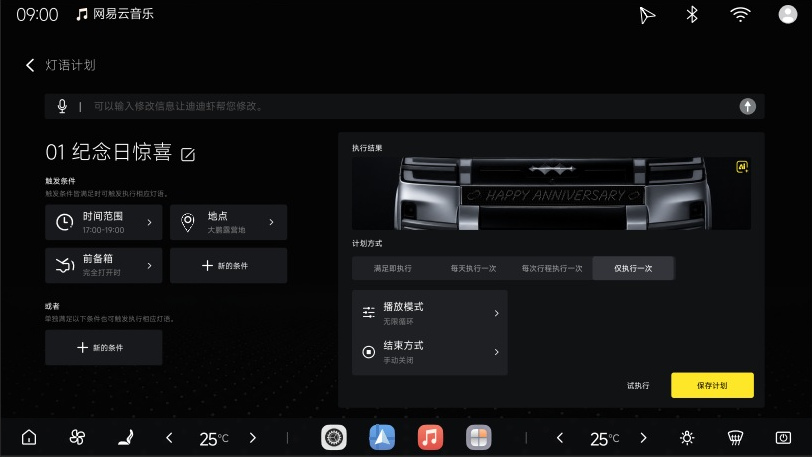 09:00 网易云音乐
灯语计划
可以输入修改信息让迪迪虾帮您修改。
01 纪念日惊喜
触发条件
触发条件皆满足时可触发执行相应灯语。
时间范围
17:00-19:00
地点
大鹏露营地
前备箱
完全打开时
新的条件
或者
单独满足以下条件也可触发执行相应灯语。
新的条件
执行结果
AI
HAPPY ANNIVERSARY
计划方式
满足即执行
每天执行一次
每次行程执行一次
仅执行一次
播放模式
无限循环
结束方式
手动关闭
试执行
保存计划
25°C
25°C